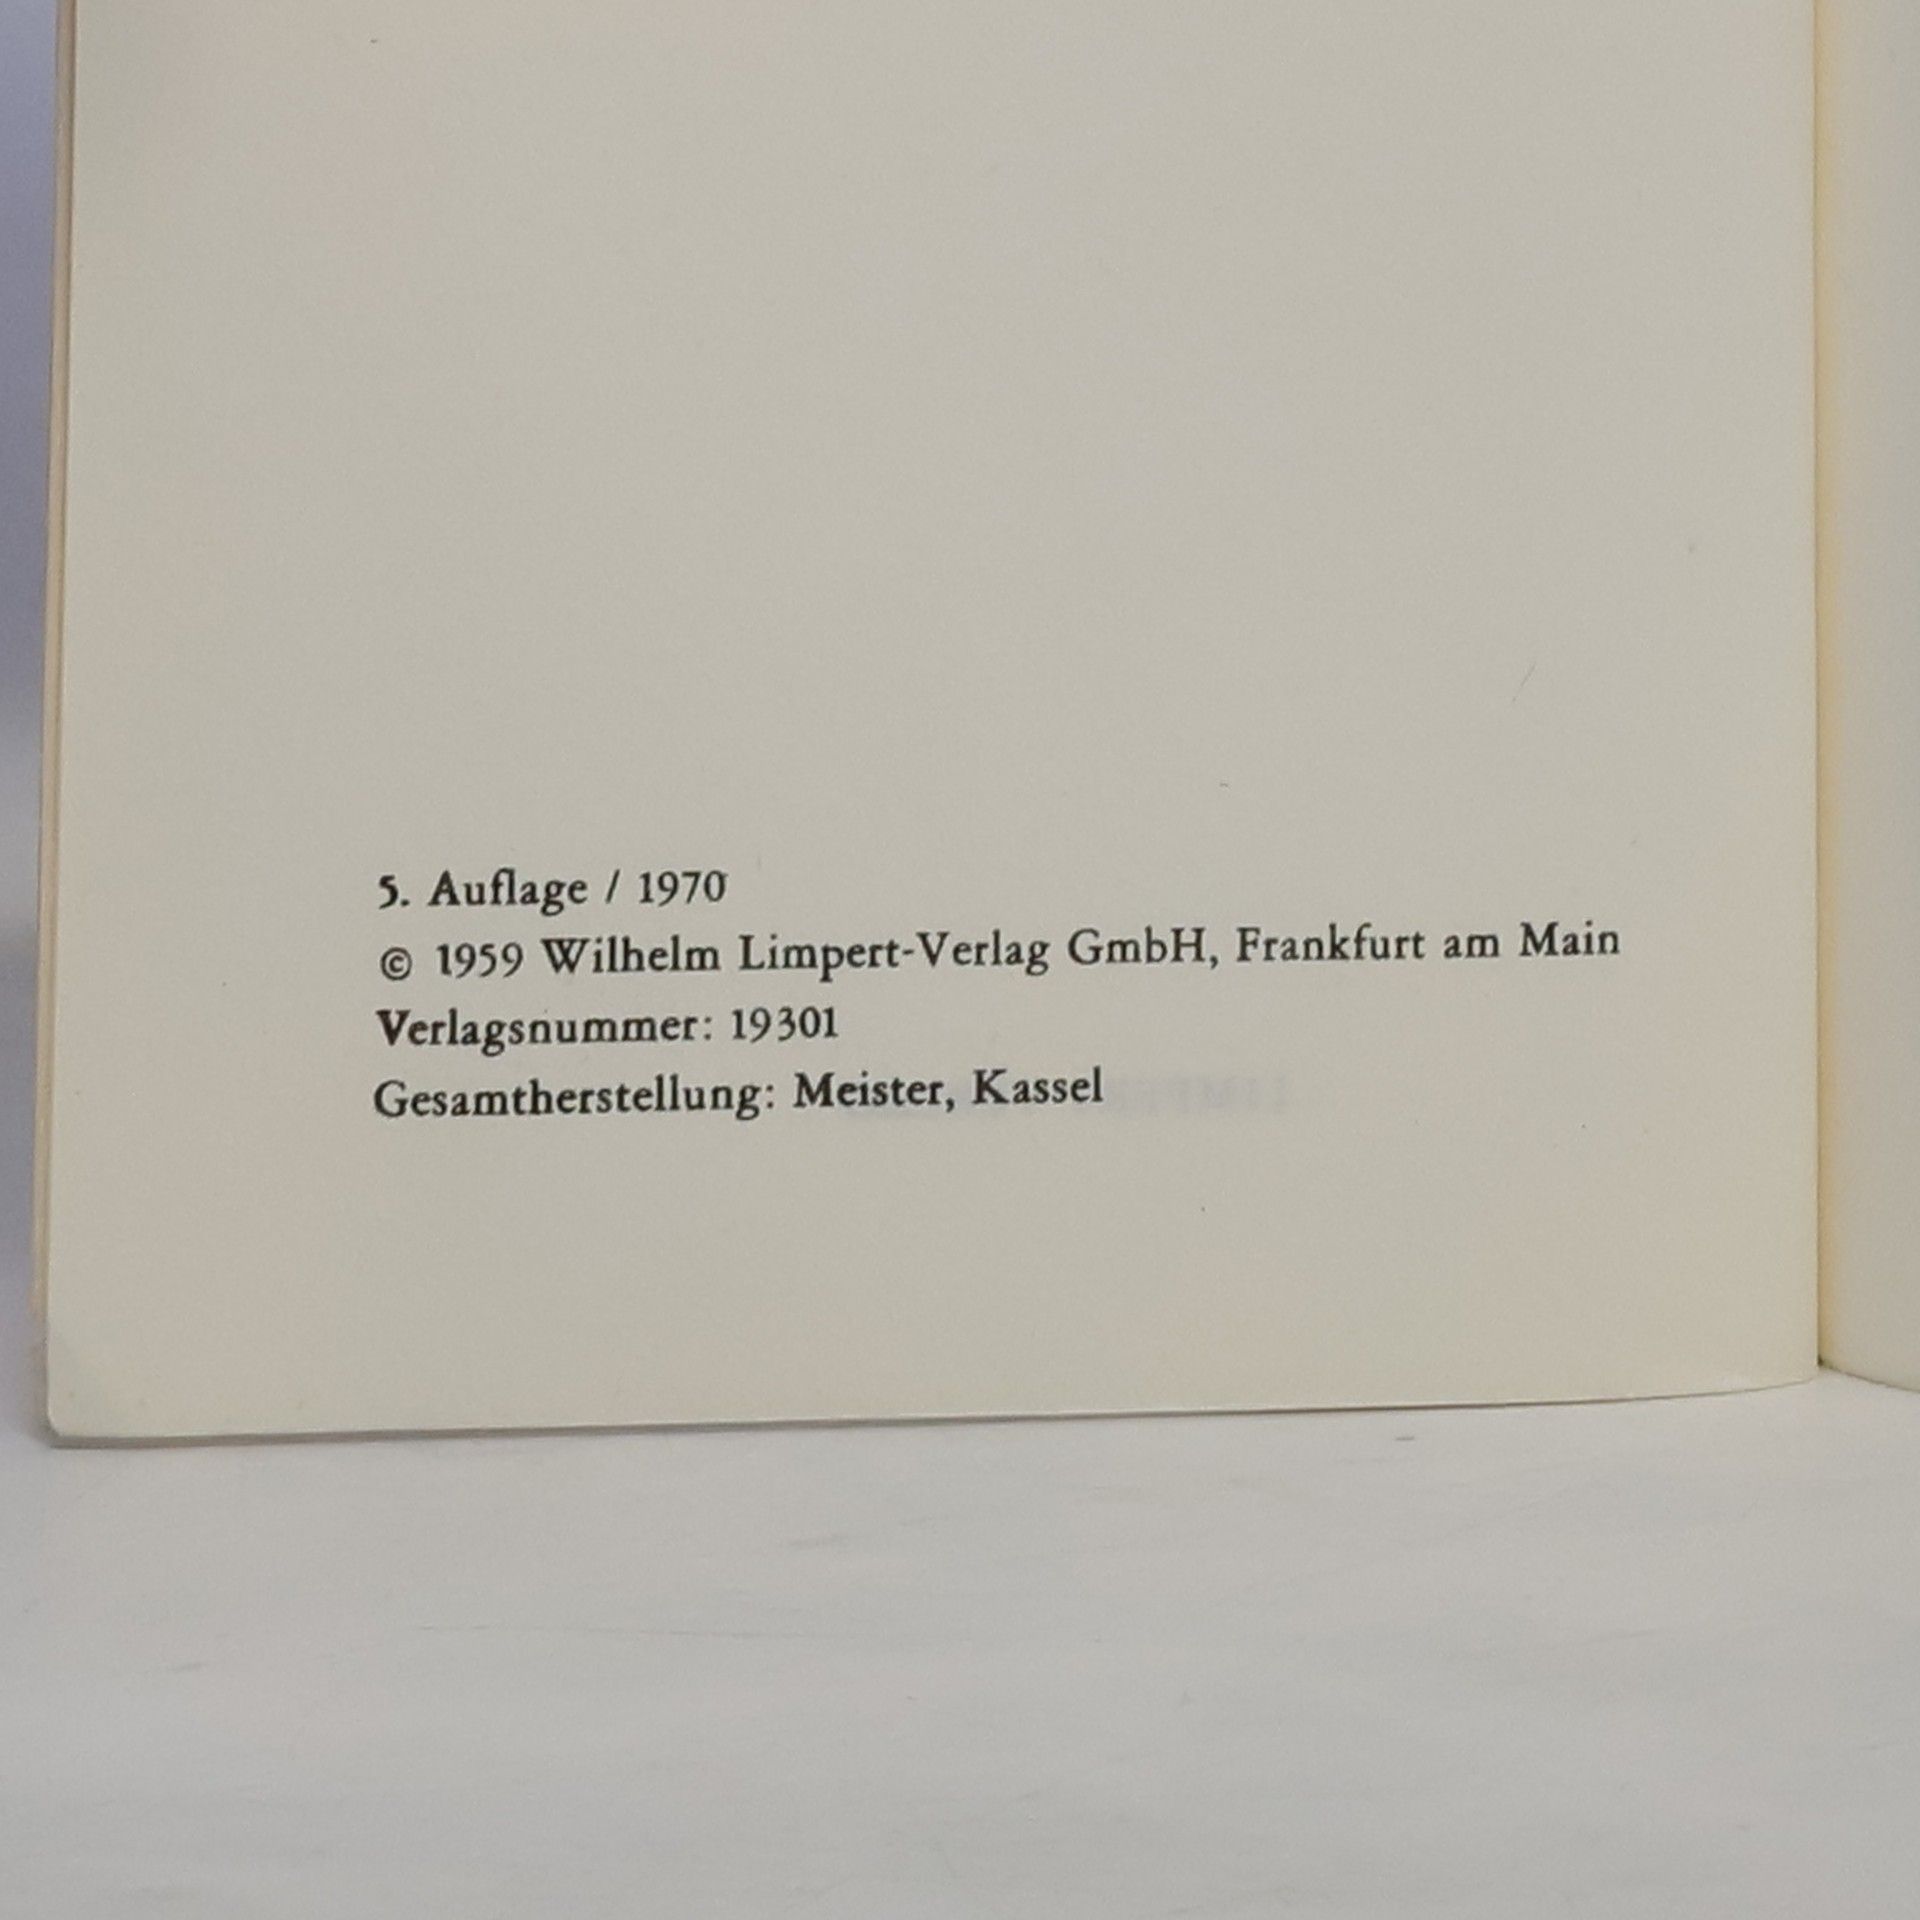 5. Auflage / 1970
© 1959 Wilhelm Limpert-Verlag GmbH, Frankfurt am Main
Verlagsnummer: 19301
Gesamtherstellung: Meister, Kassel